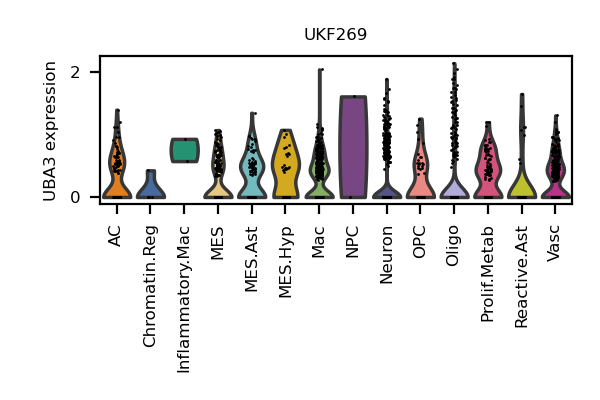 UKF269
UBA3 expression
2
0
AC
Chromatin.Reg
Inflammatory.Mac
MES
MES.Ast
MES.Hyp
Mac
NPC
Neuron
OPC
Oligo
Prolif.Metab
Reactive.Ast
Vasc